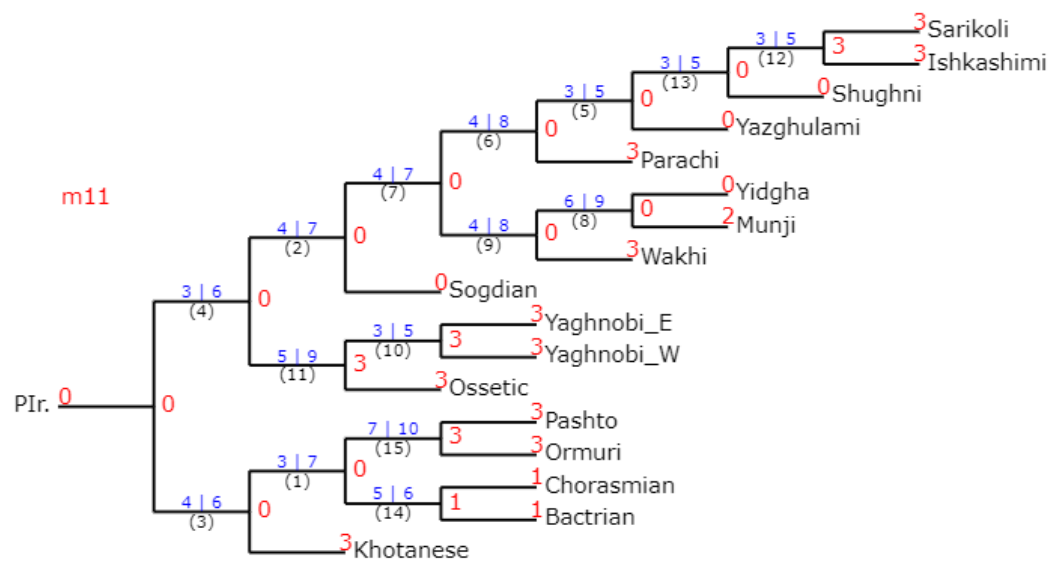 3 Sarikoli
3 | 5
(12)
3
3 Ishkashimi
3 | 5
(13)
0
0 Shughni
3 | 5
(5)
0
0 Yazghulami
4 | 8
(6)
0
3 Parachi
4 | 7
(7)
0
m11
6 | 9
(8)
0
0 Yidgha
2 Munji
4 | 8
(9)
0
3 Wakhi
4 | 7
(2)
0
0 Sogdian
3 | 6
(4)
0
3 | 5
(10)
3
3 Yaghnobi_E
3 Yaghnobi_W
5 | 9
(11)
3
3 Ossetic
PIr. 0
0
7 | 10
(15)
3
3 Pashto
3 Ormuri
3 | 7
(1)
0
5 | 6
(14)
1
1 Chorasmian
1 Bactrian
4 | 6
(3)
0
3 Khotanese